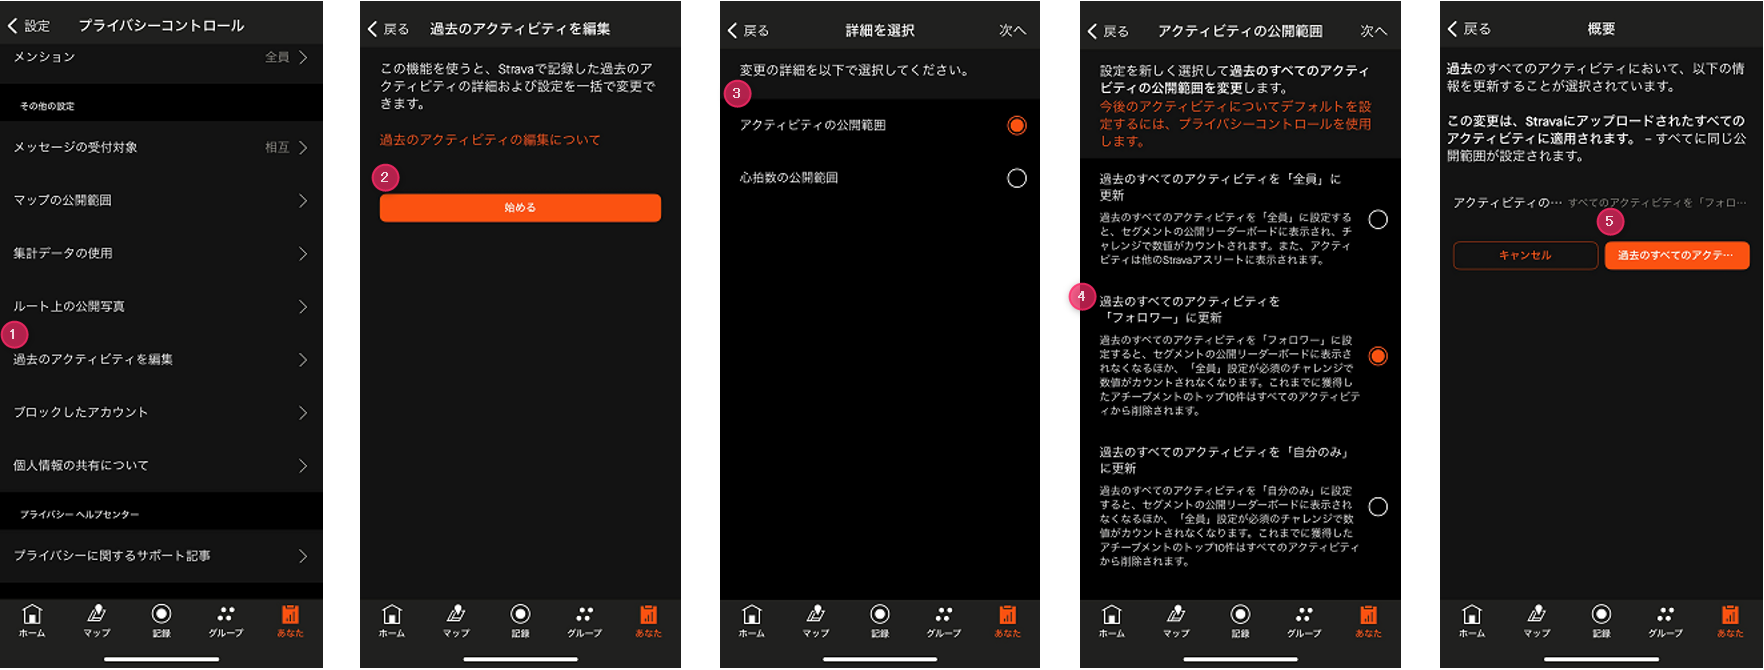 設定
プライバシーコントロール
メンション
全員
その他の設定
メッセージの受付対象
相互
マップの公開範囲
集計データの使用
ルート上の公開写真
1
過去のアクティビティを編集
ブロックしたアカウント
個人情報の共有について
プライバシー ヘルプセンター
プライバシーに関するサポート記事
ホーム
マップ
記録
グループ
あなた
戻る
過去のアクティビティを編集
この機能を使うと、Stravaで記録した過去のア
クティビティの詳細および設定を一括で変更で
きます。
過去のアクティビティの編集について
2
始める
ホーム
マップ
記録
グループ
あなた
戻る
詳細を選択
次へ
変更の詳細を以下で選択してください。
3
アクティビティの公開範囲
心拍数の公開範囲
ホーム
マップ
記録
グループ
あなた
戻る
アクティビティの公開範囲
次へ
設定を新しく選択して過去のすべてのアクティ
ビティの公開範囲を変更します。
今後のアクティビティについてデフォルトを設
定するには、プライバシーコントロールを使用
します。
過去のすべてのアクティビティを「全員」に
更新
過去のすべてのアクティビティを「全員」に設定する
と、セグメントの公開リーダーボードに表示され、チ
ャレンジで数値がカウントされます。また、アクティ
ビティは他のStravaアスリートに表示されます。
4
過去のすべてのアクティビティを
「フォロワー」に更新
過去のすべてのアクティビティを「フォロワー」に設
定すると、セグメントの公開リーダーボードに表示さ
れなくなるほか、「全員」設定が必須のチャレンジで
数値がカウントされなくなります。これまでに獲得し
たアチーブメントのトップ10件はすべてのアクティビテ
ィから削除されます。
過去のすべてのアクティビティを「自分のみ」
に更新
過去のすべてのアクティビティを「自分のみ」に設定
すると、セグメントの公開リーダーボードに表示され
なくなるほか、「全員」設定が必須のチャレンジで数
値がカウントされなくなります。これまでに獲得した
アチーブメントのトップ10件はすべてのアクティビティ
から削除されます。
ホーム
マップ
記録
グループ
あなた
戻る
概要
過去のすべてのアクティビティにおいて、以下の情
報を更新することが選択されています。
この変更は、Stravaにアップロードされたすべての
アクティビティに適用されます。 – すべてに同じ公
開範囲が設定されます。
アクティビティの… すべてのアクティビティを「フォロ…
5
キャンセル
過去のすべてのアクテ…
ホーム
マップ
記録
グループ
あなた